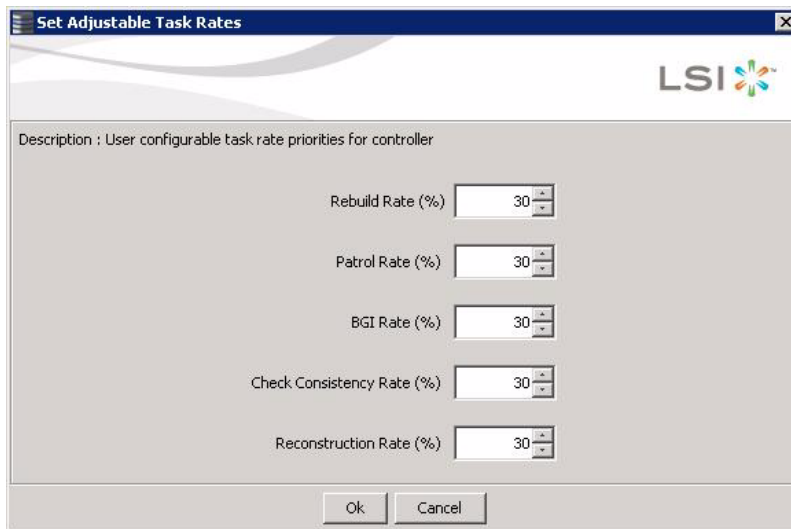 Set Adjustable Task Rates
LSI™
Description : User configurable task rate priorities for controller
Rebuild Rate (%) 30
Patrol Rate (%) 30
BGI Rate (%) 30
Check Consistency Rate (%) 30
Reconstruction Rate (%) 30
Ok Cancel